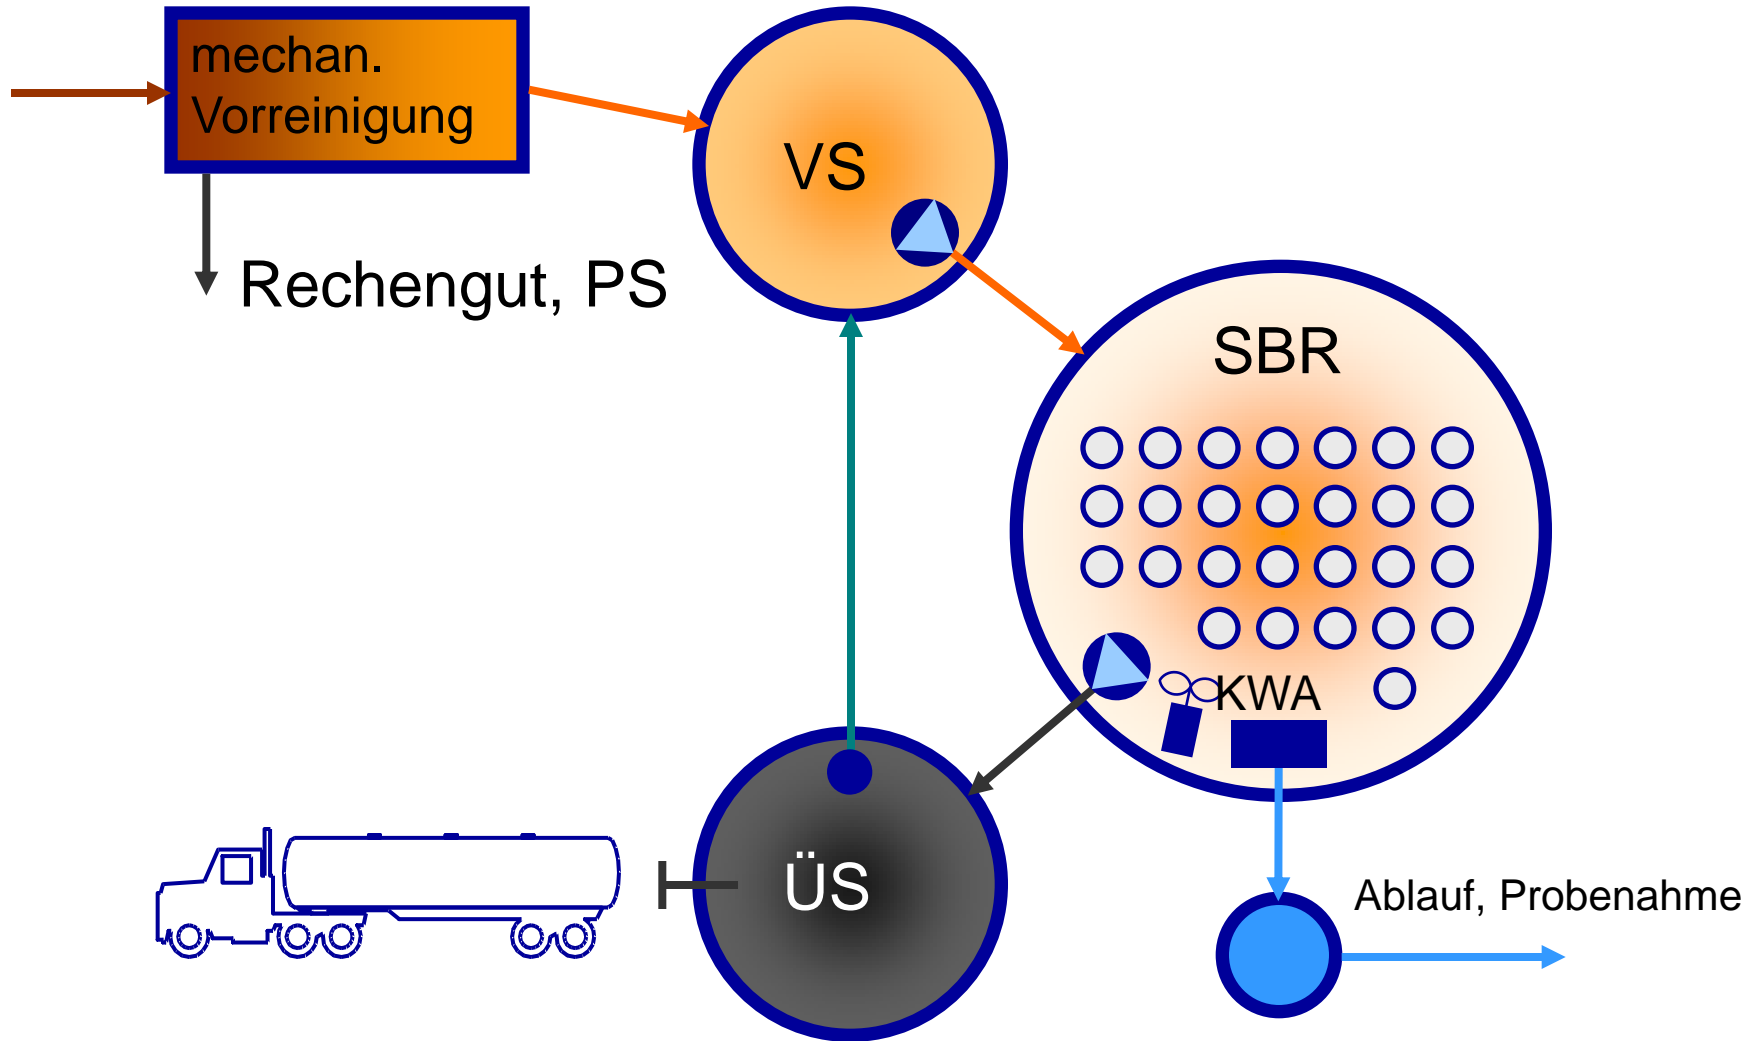 mechan.
Vorreinigung
VS
Rechengut, PS
SBR
KWA
ÜS
Ablauf, Probenahme